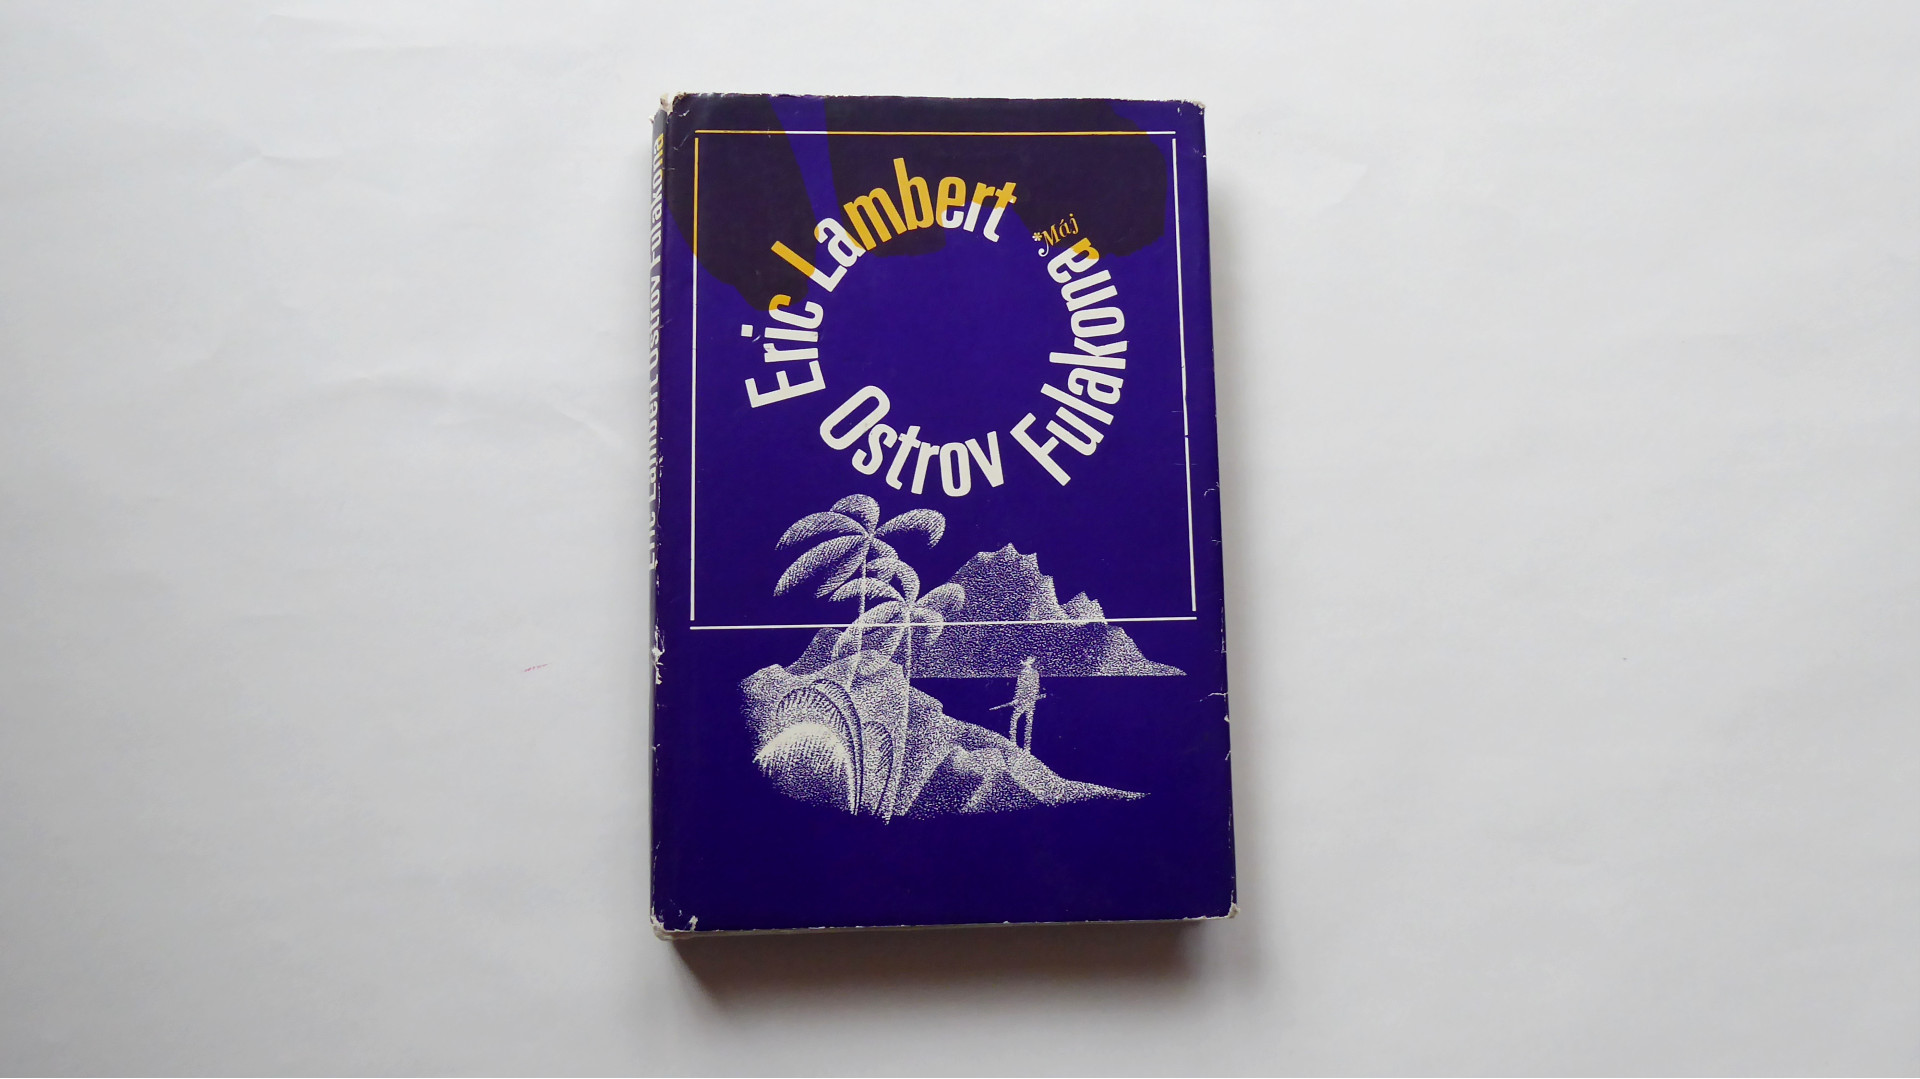 Eric Lambert
*Máj
Ostrov Fulakona
Eric Lambert Ostrov Fulakona